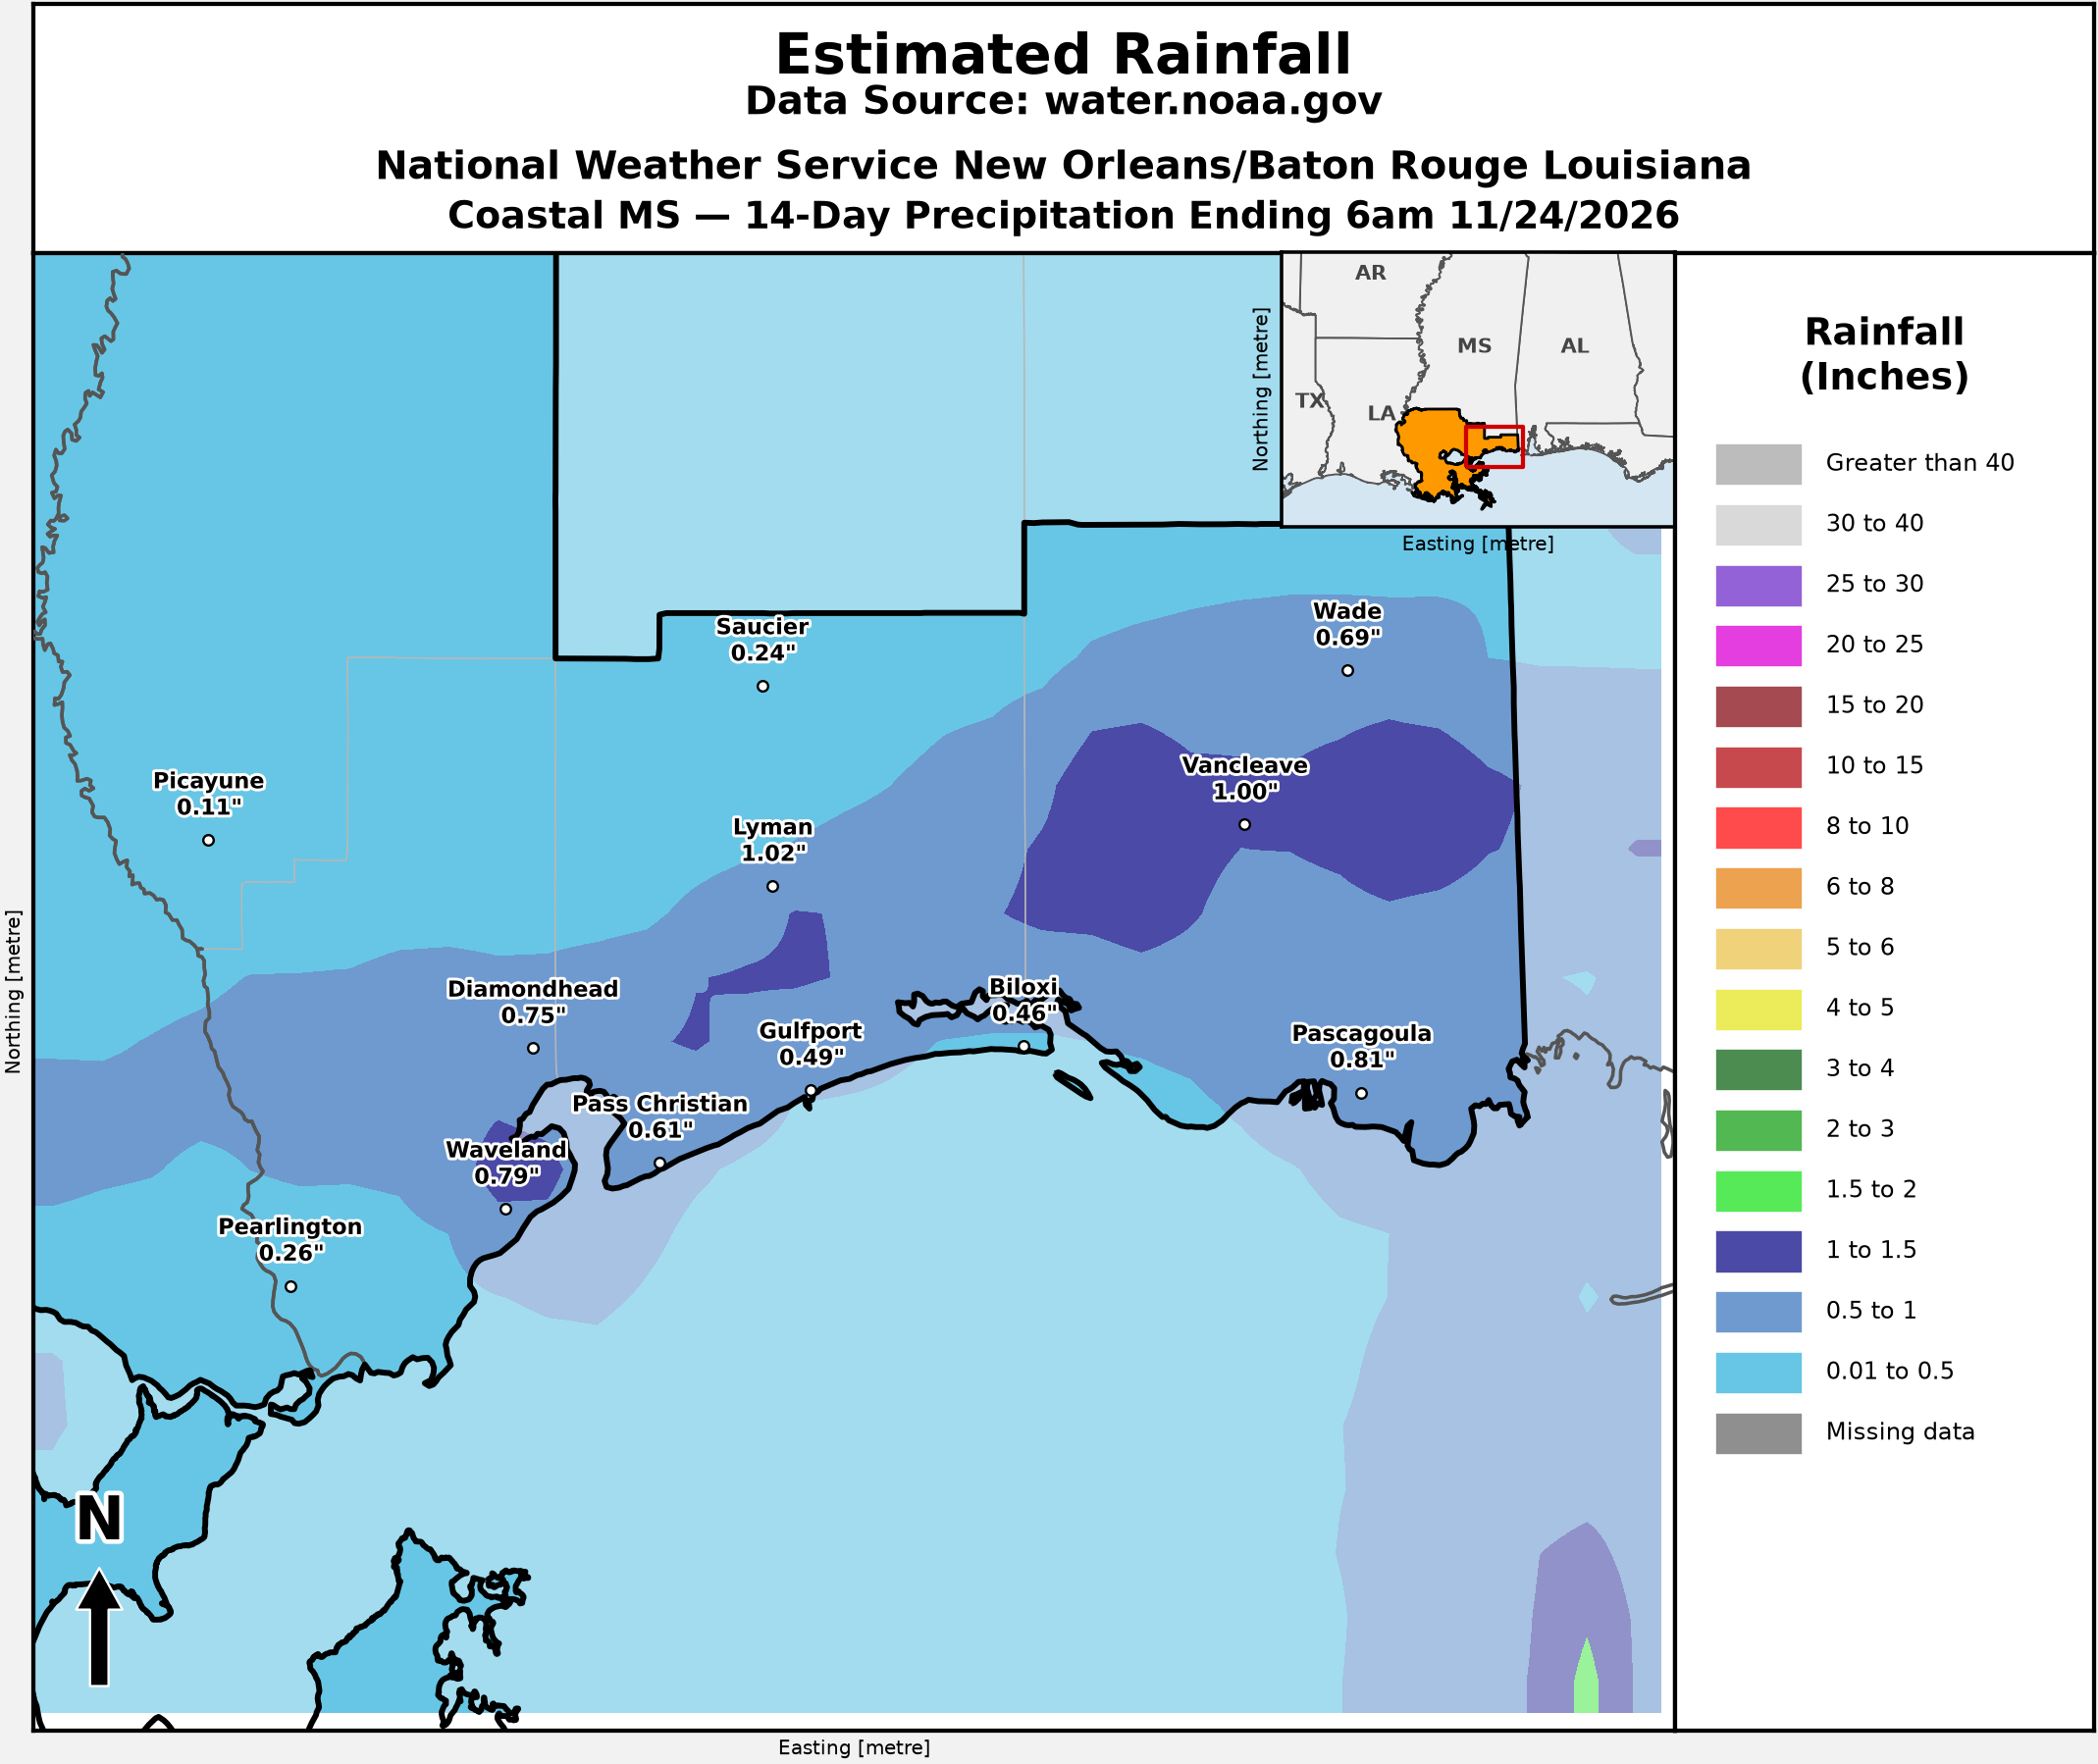 Estimated Rainfall
Data Source: water.noaa.gov
National Weather Service New Orleans/Baton Rouge Louisiana
Coastal MS — 14-Day Precipitation Ending 6am 11/24/2026
AR
MS
AL
TX
LA
Northing [metre]
Easting [metre]
Rainfall
(Inches)
Greater than 40
30 to 40
25 to 30
20 to 25
15 to 20
10 to 15
8 to 10
6 to 8
5 to 6
4 to 5
3 to 4
2 to 3
1.5 to 2
1 to 1.5
0.5 to 1
0.01 to 0.5
Missing data
Wade
0.69"
Saucier
0.24"
Vancleave
1.00"
Picayune
0.11"
Lyman
1.02"
Diamondhead
0.75"
Biloxi
0.46"
Gulfport
0.49"
Pascagoula
0.81"
Pass Christian
0.61"
Waveland
0.79"
Pearlington
0.26"
N
Northing [metre]
Easting [metre]